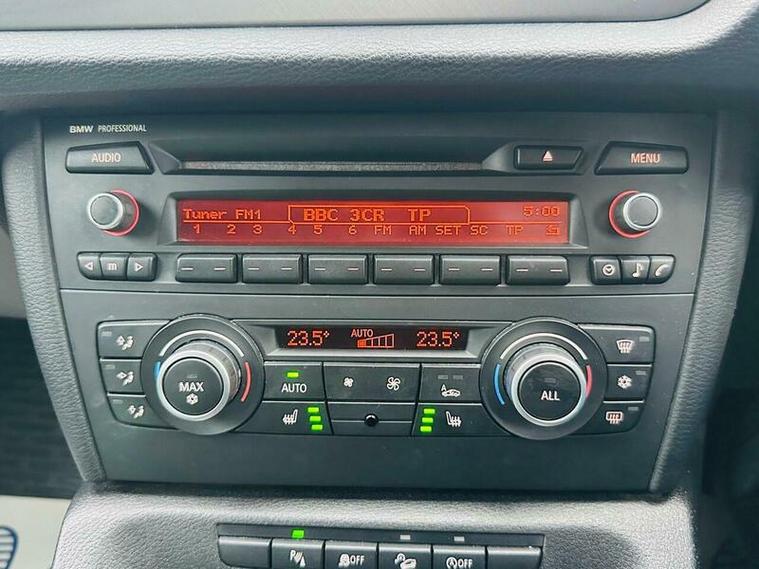 BMW PROFESSIONAL
AUDIO
MENU
Tuner FM1 BBC 3CR TP 5:00
1 2 3 4 5 6 FM AM SET SC TP
m
23.5° AUTO 23.5°
MAX
AUTO
ALL
OFF
OFF